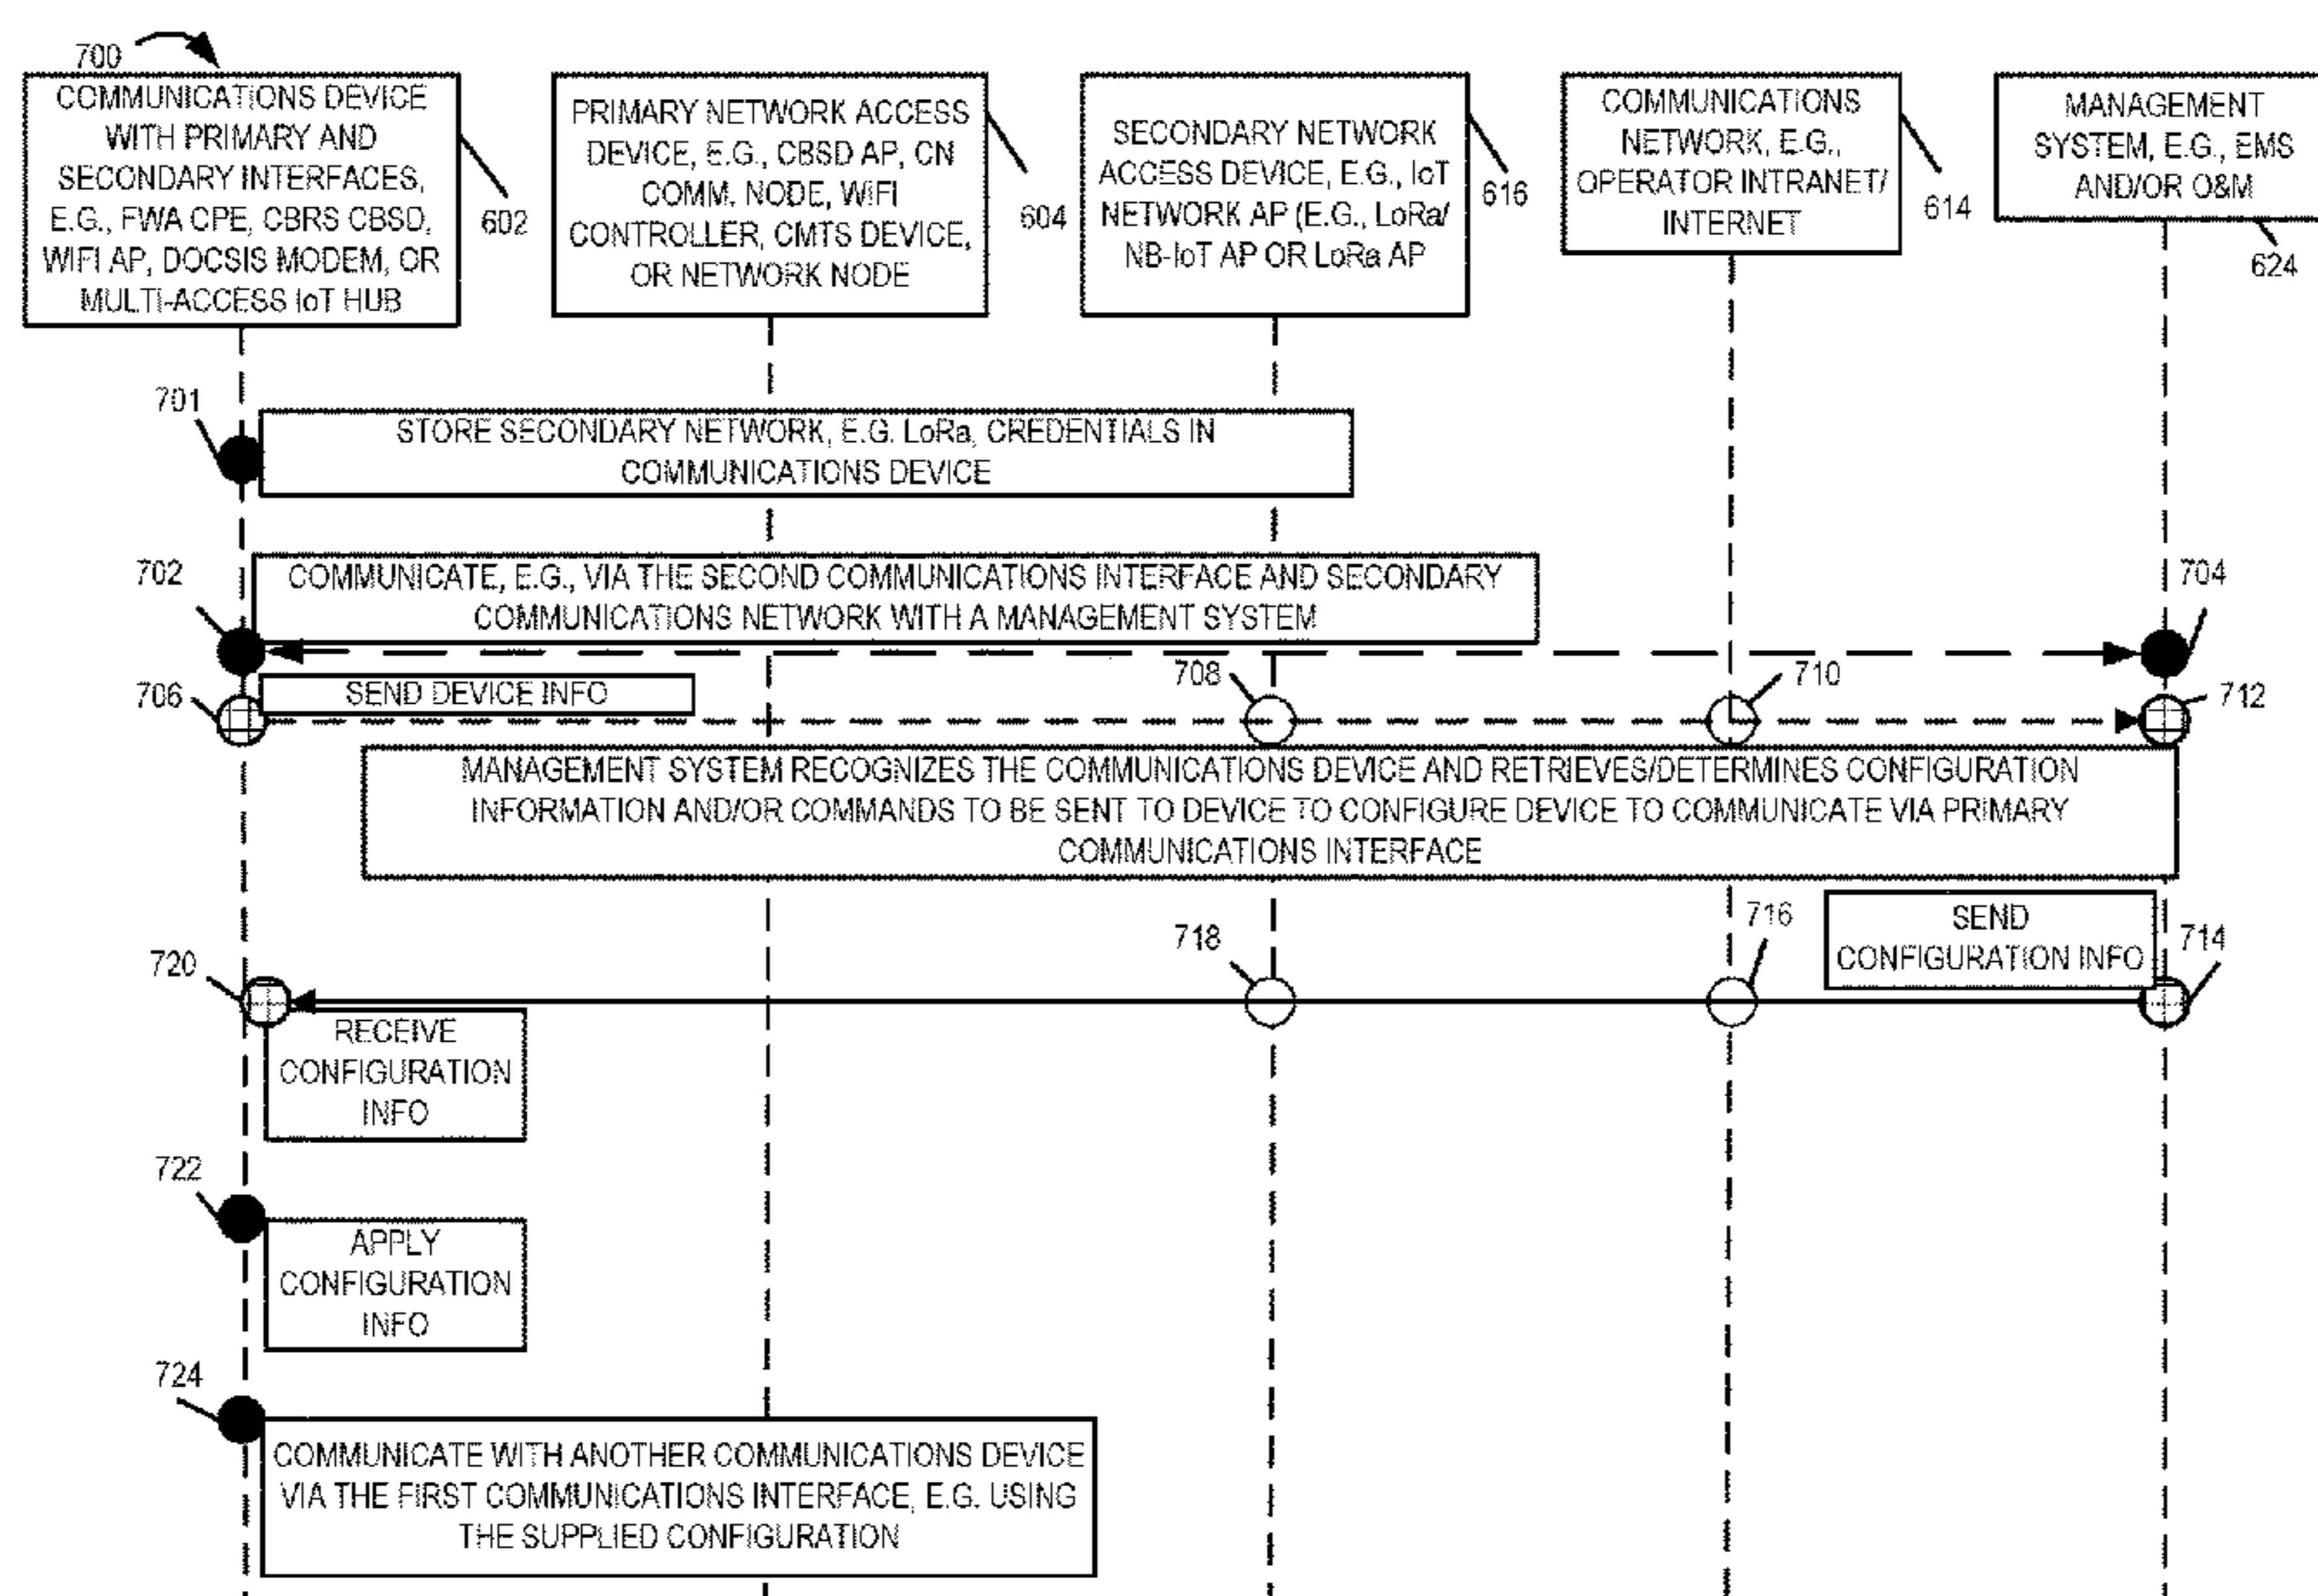 700
COMMUNICATIONS DEVICE
WITH PRIMARY AND
SECONDARY INTERFACES,
E.G., FWA CPE, CBRS CBSD,
WIFI AP, DOCSIS MODEM, OR
MULTI-ACCESS IoT HUB
602
PRIMARY NETWORK ACCESS
DEVICE, E.G., CBSD AP, CN
COMM. NODE, WIFI
CONTROLLER, CMTS DEVICE,
OR NETWORK NODE
604
SECONDARY NETWORK
ACCESS DEVICE, E.G., IoT
NETWORK AP (E.G., LoRa/
NB-IoT AP OR LoRa AP
616
COMMUNICATIONS
NETWORK, E.G.,
OPERATOR INTRANET/
INTERNET
614
MANAGEMENT
SYSTEM, E.G., EMS
AND/OR O&M
624
701
STORE SECONDARY NETWORK, E.G. LoRa, CREDENTIALS IN
COMMUNICATIONS DEVICE
702
COMMUNICATE, E.G., VIA THE SECOND COMMUNICATIONS INTERFACE AND SECONDARY
COMMUNICATIONS NETWORK WITH A MANAGEMENT SYSTEM
704
706
SEND DEVICE INFO
708
710
712
MANAGEMENT SYSTEM RECOGNIZES THE COMMUNICATIONS DEVICE AND RETRIEVES/DETERMINES CONFIGURATION
INFORMATION AND/OR COMMANDS TO BE SENT TO DEVICE TO CONFIGURE DEVICE TO COMMUNICATE VIA PRIMARY
COMMUNICATIONS INTERFACE
SEND
CONFIGURATION INFO
714
716
718
720
RECEIVE
CONFIGURATION
INFO
722
APPLY
CONFIGURATION
INFO
724
COMMUNICATE WITH ANOTHER COMMUNICATIONS DEVICE
VIA THE FIRST COMMUNICATIONS INTERFACE, E.G. USING
THE SUPPLIED CONFIGURATION